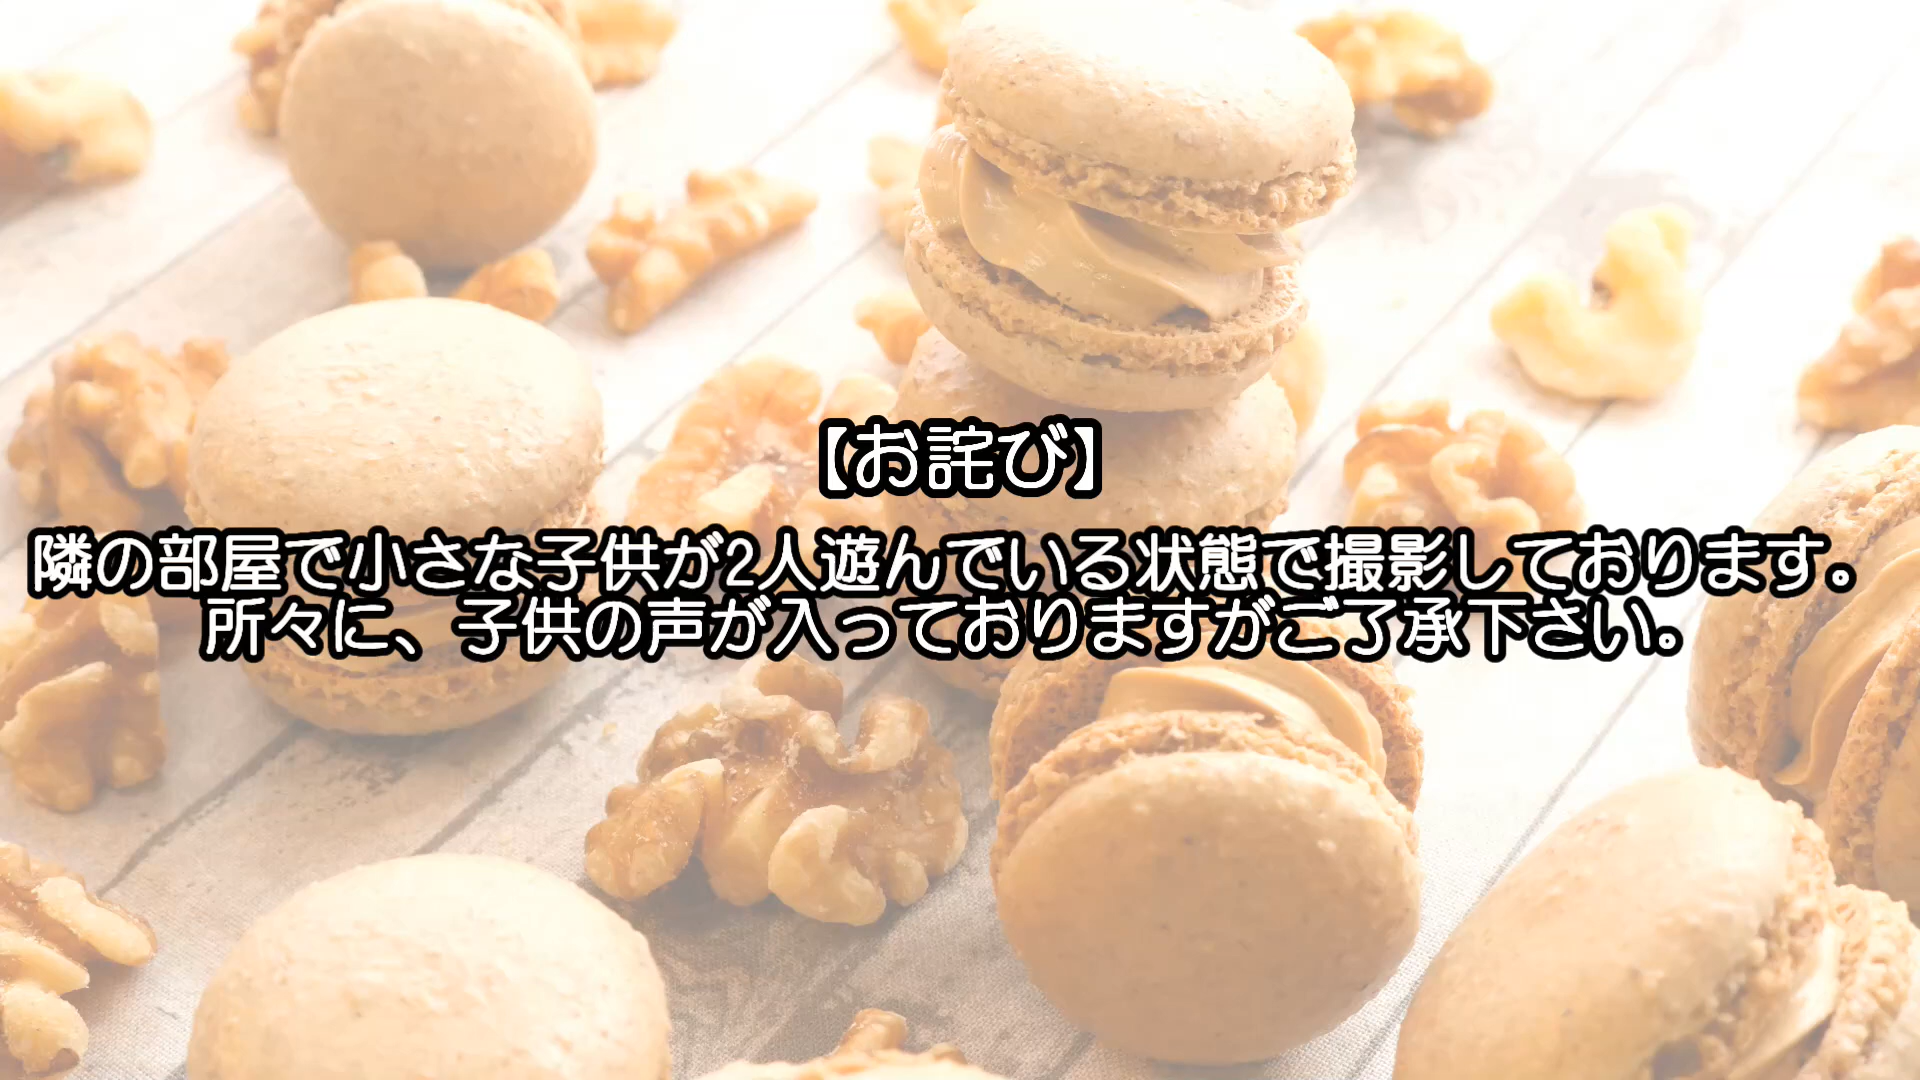 【お詫び】
隣の部屋で小さな子供が2人遊んでいる状態で撮影しております。
所々に、子供の声が入っておりますがご了承下さい。